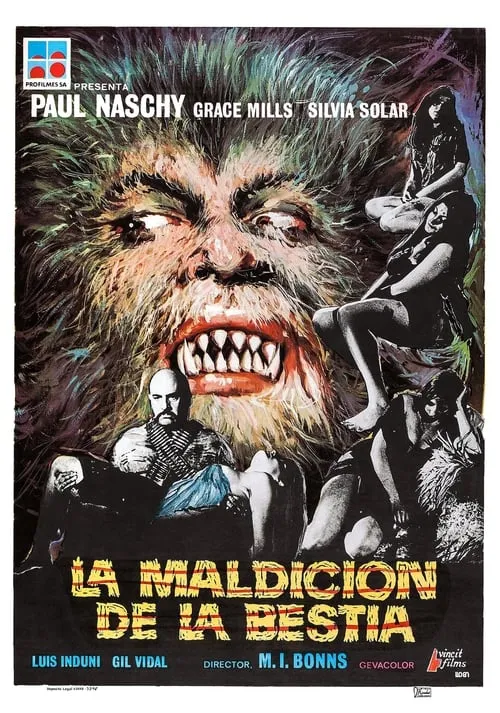 PROFILMES SA
PRESENTA
PAUL NASCHY GRACE MILLS SILVIA SOLAR
LA MALDICION
DE LA BESTIA
LUIS INDUNI GIL VIDAL DIRECTOR, M. I. BONNS GEVACOLOR
vincit
films